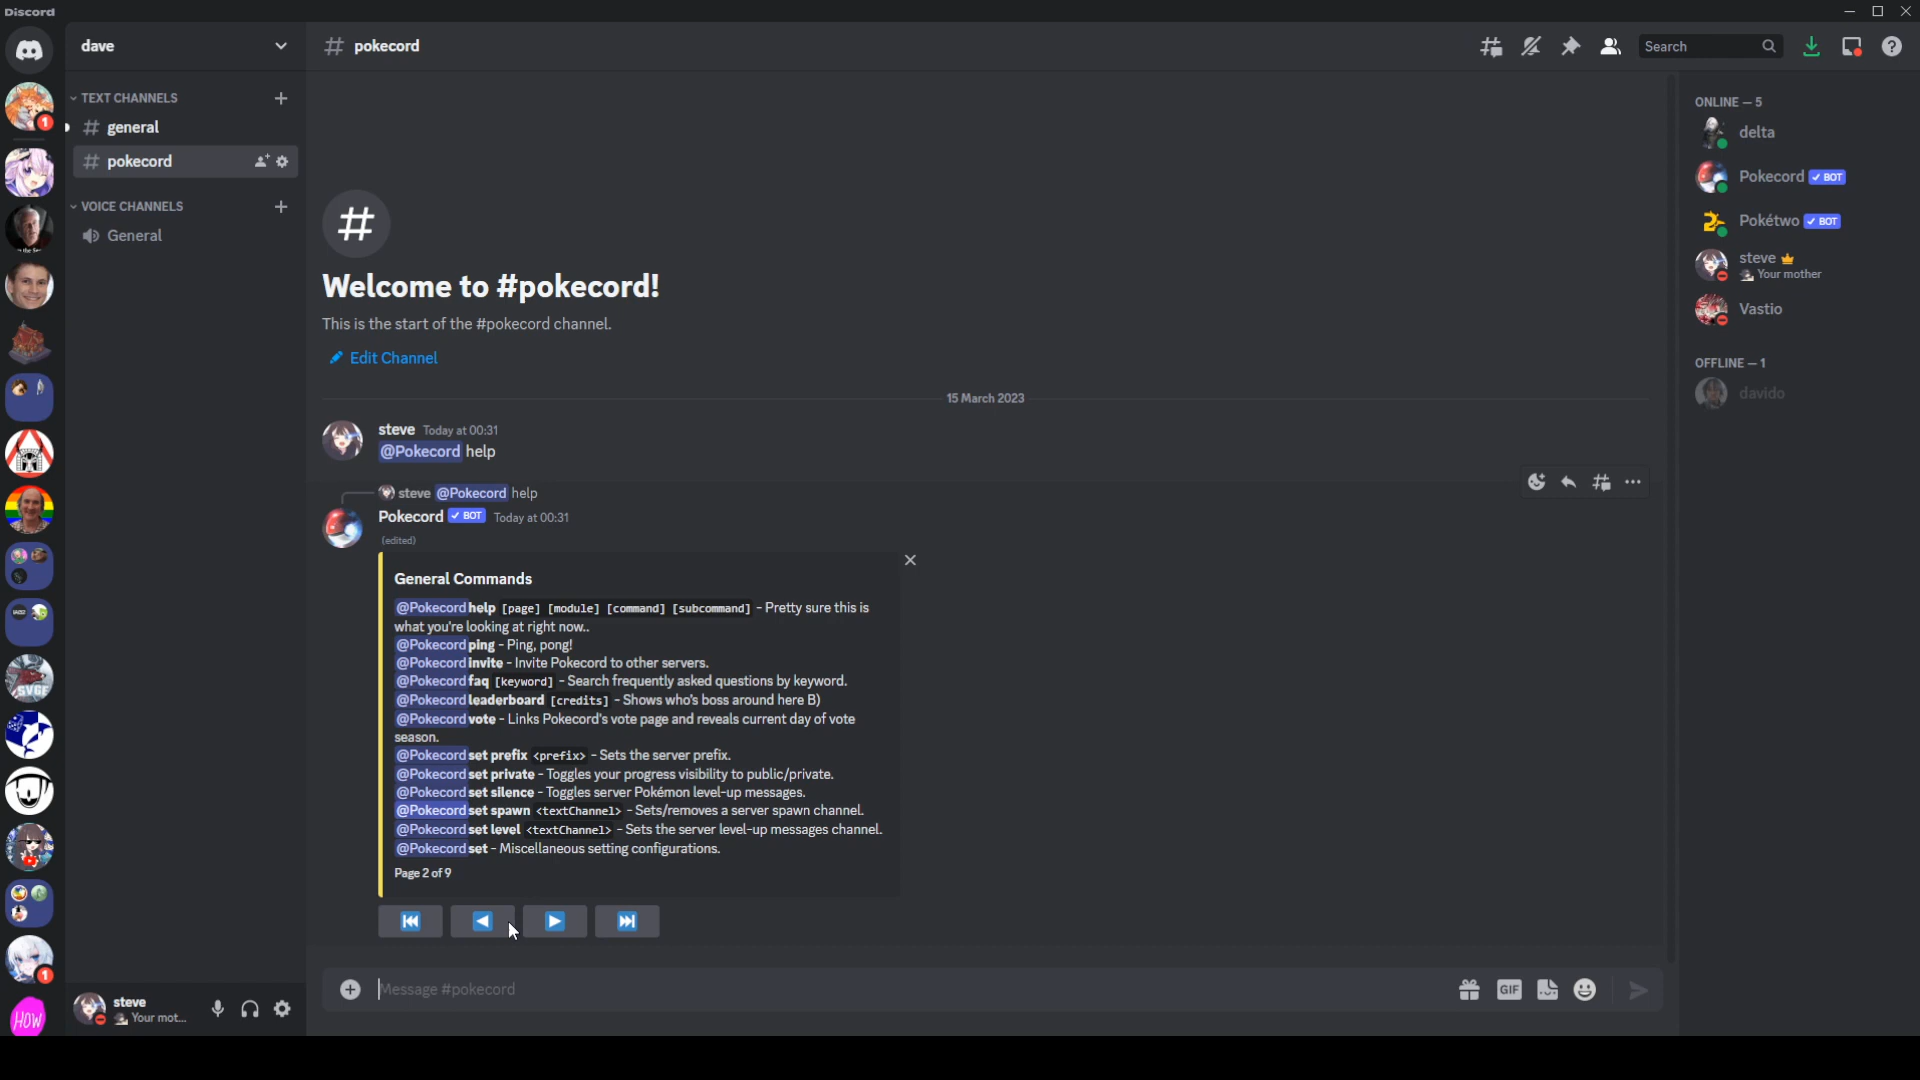 Discord
dave
# pokecord
Search
TEXT CHANNELS
general
pokecord
VOICE CHANNELS
General
Welcome to #pokecord!
This is the start of the #pokecord channel.
Edit Channel
15 March 2023
steve Today at 00:31
@Pokecord help
steve @Pokecord help
Pokecord BOT Today at 00:31
(edited)
General Commands
@Pokecord help [page] [module] [command] [subcommand] - Pretty sure this is
what you're looking at right now..
@Pokecord ping - Ping, pong!
@Pokecord invite - Invite Pokecord to other servers.
@Pokecord faq [keyword] - Search frequently asked questions by keyword.
@Pokecord leaderboard [credits] - Shows who's boss around here B)
@Pokecord vote - Links Pokecord's vote page and reveals current day of vote
season.
@Pokecord set prefix <prefix> - Sets the server prefix.
@Pokecord set private - Toggles your progress visibility to public/private.
@Pokecord set silence - Toggles server Pokémon level-up messages.
@Pokecord set spawn <textChannel> - Sets/removes a server spawn channel.
@Pokecord set level <textChannel> - Sets the server level-up messages channel.
@Pokecord set - Miscellaneous setting configurations.
Page 2 of 9
Message #pokecord
GIF
ONLINE — 5
delta
Pokecord BOT
Pokétwo BOT
steve
Your mother
Vastio
OFFLINE — 1
davido
steve
Your mot...
1
1
HOW
SVGE